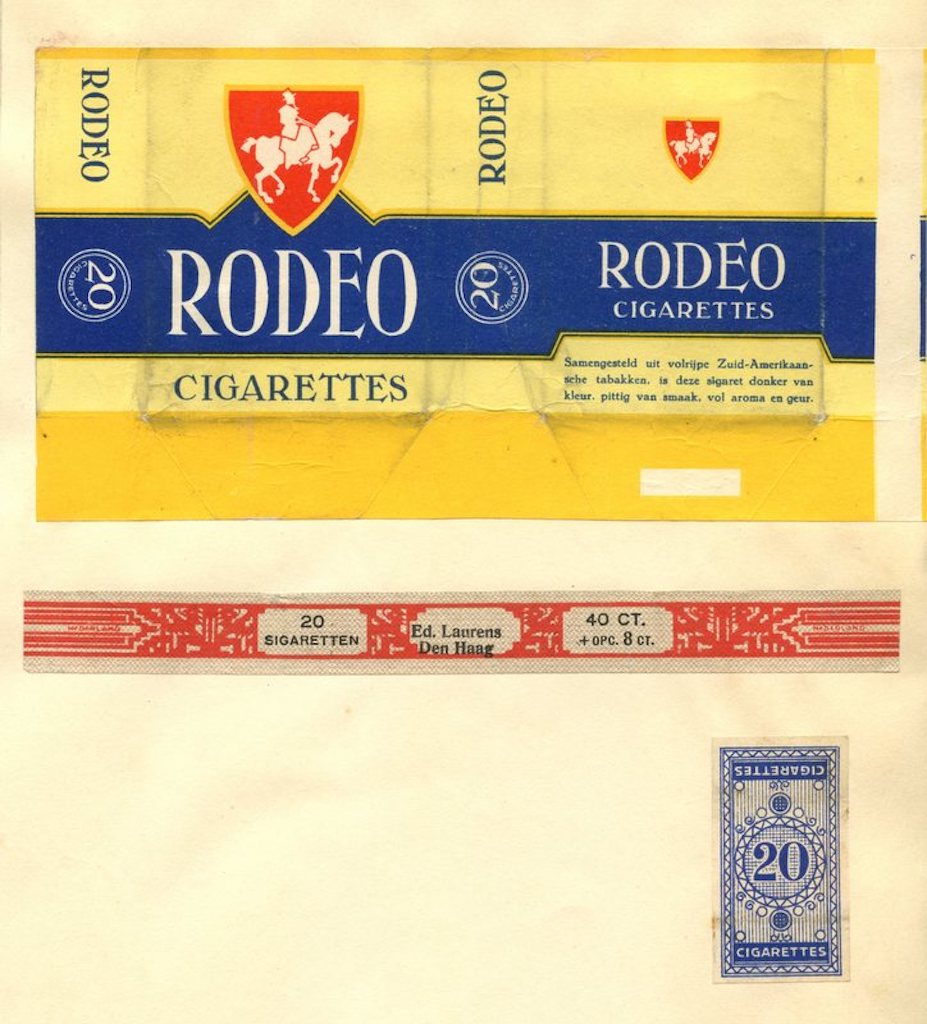 RODEO
RODEO
20
CIGARETTES
RODEO
CIGARETTES
20
CIGARETTES
RODEO
CIGARETTES
Samengesteld uit volrijpe Zuid-Amerikaan-
sche tabakken, is deze sigaret donker van
kleur, pittig van smaak, vol aroma en geur.
NEDERLAND
20
SIGARETTEN
Ed. Laurens
Den Haag
40 CT.
+ OPC. 8 CT.
NEDERLAND
CIGARETTES
20
CIGARETTES